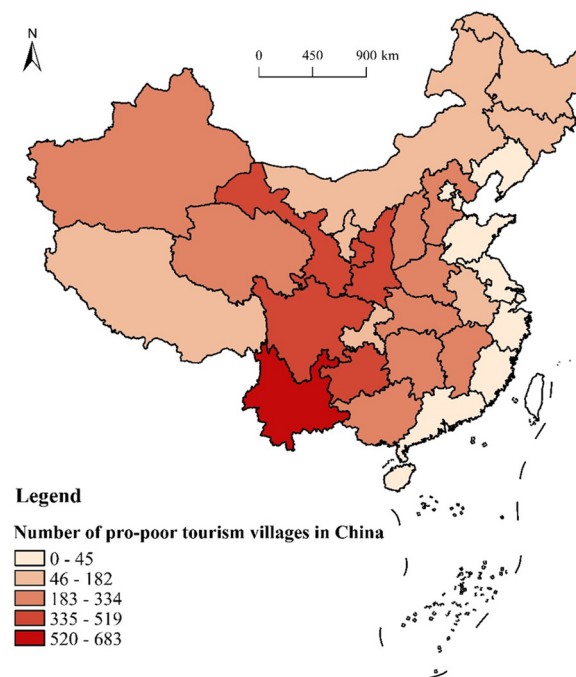 N
0 450 900 km
Legend
Number of pro-poor tourism villages in China
0 - 45
46 - 182
183 - 334
335 - 519
520 - 683